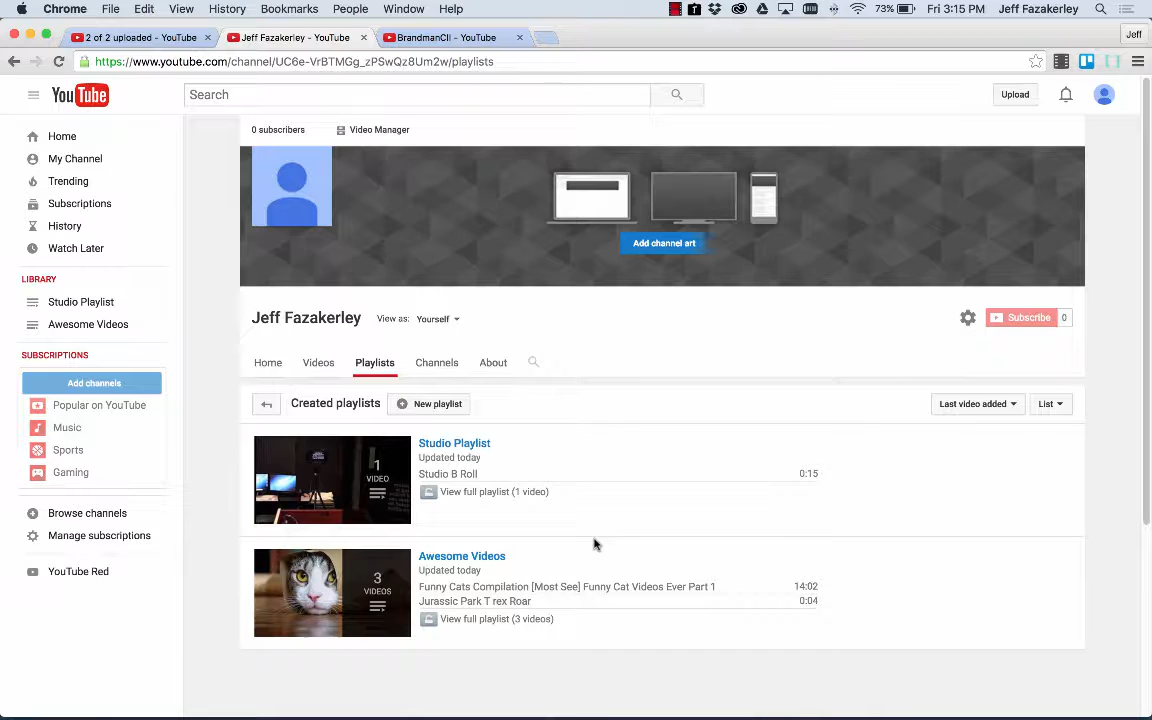 Chrome File Edit View History Bookmarks People Window Help 73% Fri 3:15 PM Jeff Fazakerley
2 of 2 uploaded - YouTube × Jeff Fazakerley - YouTube × BrandmanCII - YouTube × Jeff
https://www.youtube.com/channel/UC6e-VrBTMGg_zPSwQz8Um2w/playlists
YouTube Search Upload
0 subscribers Video Manager
Home
My Channel
Trending
Subscriptions
History
Watch Later
LIBRARY
Studio Playlist
Awesome Videos
SUBSCRIPTIONS
Add channels
Popular on YouTube
Music
Sports
Gaming
Browse channels
Manage subscriptions
YouTube Red
Add channel art
Jeff Fazakerley View as: Yourself Subscribe 0
Home Videos Playlists Channels About
Created playlists New playlist Last video added List
1
VIDEO
Studio Playlist
Updated today
Studio B Roll 0:15
View full playlist (1 video)
3
VIDEOS
Awesome Videos
Updated today
Funny Cats Compilation [Most See] Funny Cat Videos Ever Part 1 14:02
Jurassic Park T rex Roar 0:04
View full playlist (3 videos)